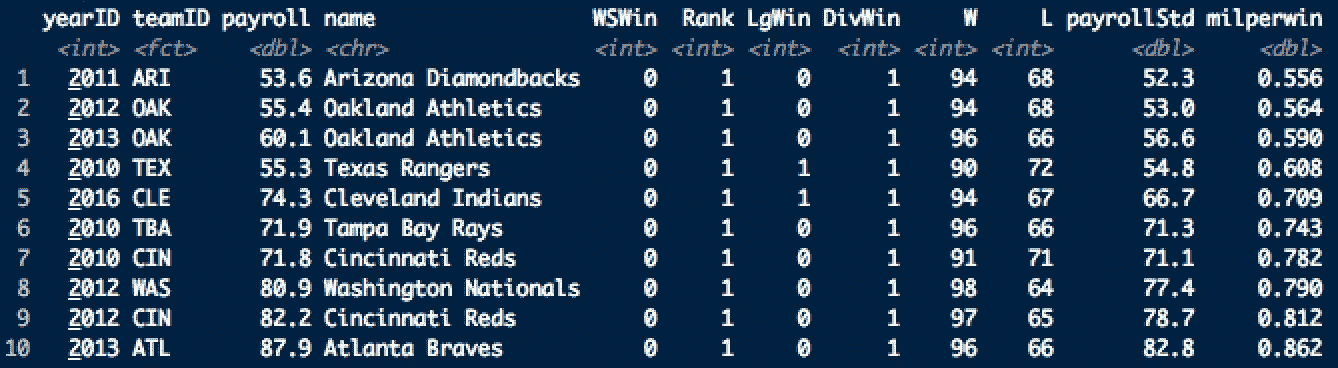 yearID teamID payroll name WSWin Rank LgWin DivWin W L payrollStd milperwin
<int> <fct> <dbl> <chr> <int> <int> <int> <int> <int> <int> <dbl> <dbl>
1 2011 ARI 53.6 Arizona Diamondbacks 0 1 0 1 94 68 52.3 0.556
2 2012 OAK 55.4 Oakland Athletics 0 1 0 1 94 68 53.0 0.564
3 2013 OAK 60.1 Oakland Athletics 0 1 0 1 96 66 56.6 0.590
4 2010 TEX 55.3 Texas Rangers 0 1 1 1 90 72 54.8 0.608
5 2016 CLE 74.3 Cleveland Indians 0 1 1 1 94 67 66.7 0.709
6 2010 TBA 71.9 Tampa Bay Rays 0 1 0 1 96 66 71.3 0.743
7 2010 CIN 71.8 Cincinnati Reds 0 1 0 1 91 71 71.1 0.782
8 2012 WAS 80.9 Washington Nationals 0 1 0 1 98 64 77.4 0.790
9 2012 CIN 82.2 Cincinnati Reds 0 1 0 1 97 65 78.7 0.812
10 2013 ATL 87.9 Atlanta Braves 0 1 0 1 96 66 82.8 0.862